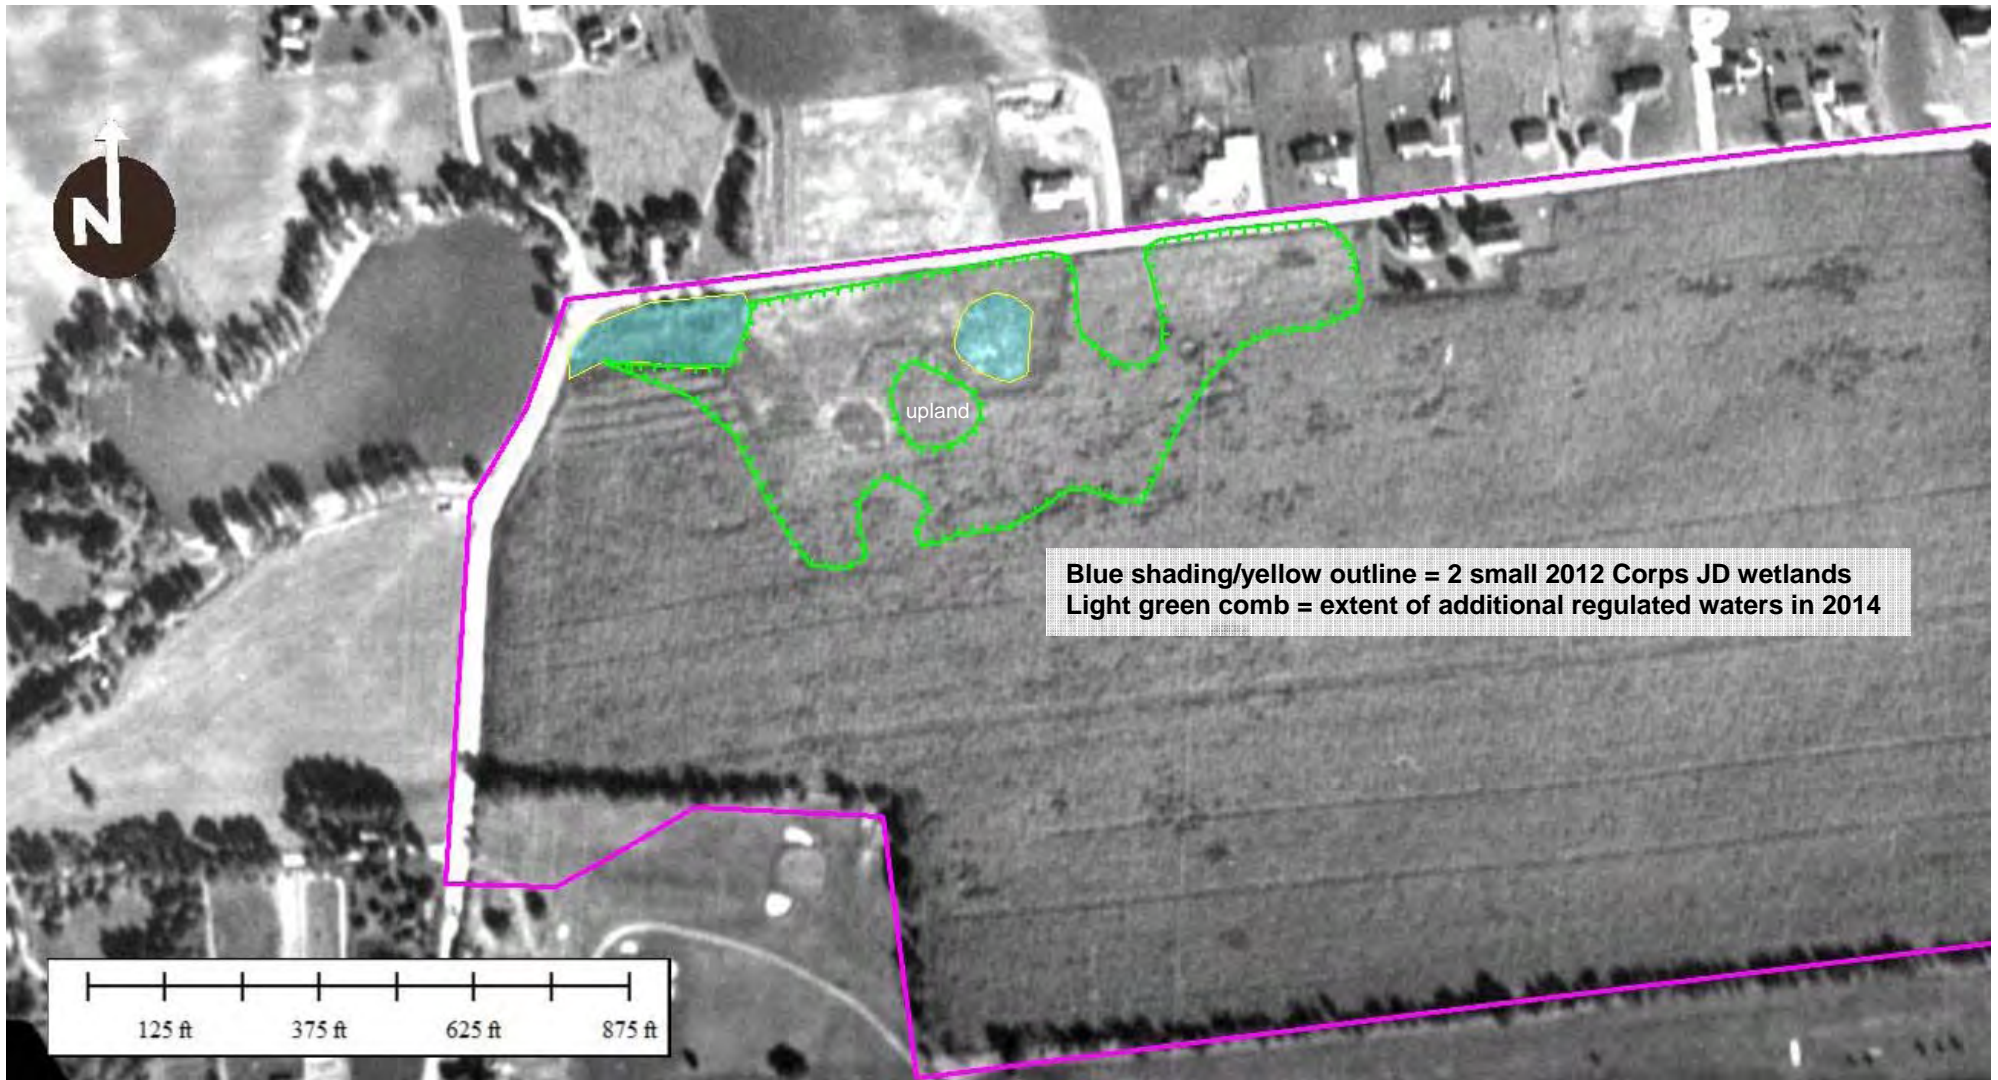 N
upland
Blue shading/yellow outline = 2 small 2012 Corps JD wetlands
Light green comb = extent of additional regulated waters in 2014
125 ft 375 ft 625 ft 875 ft